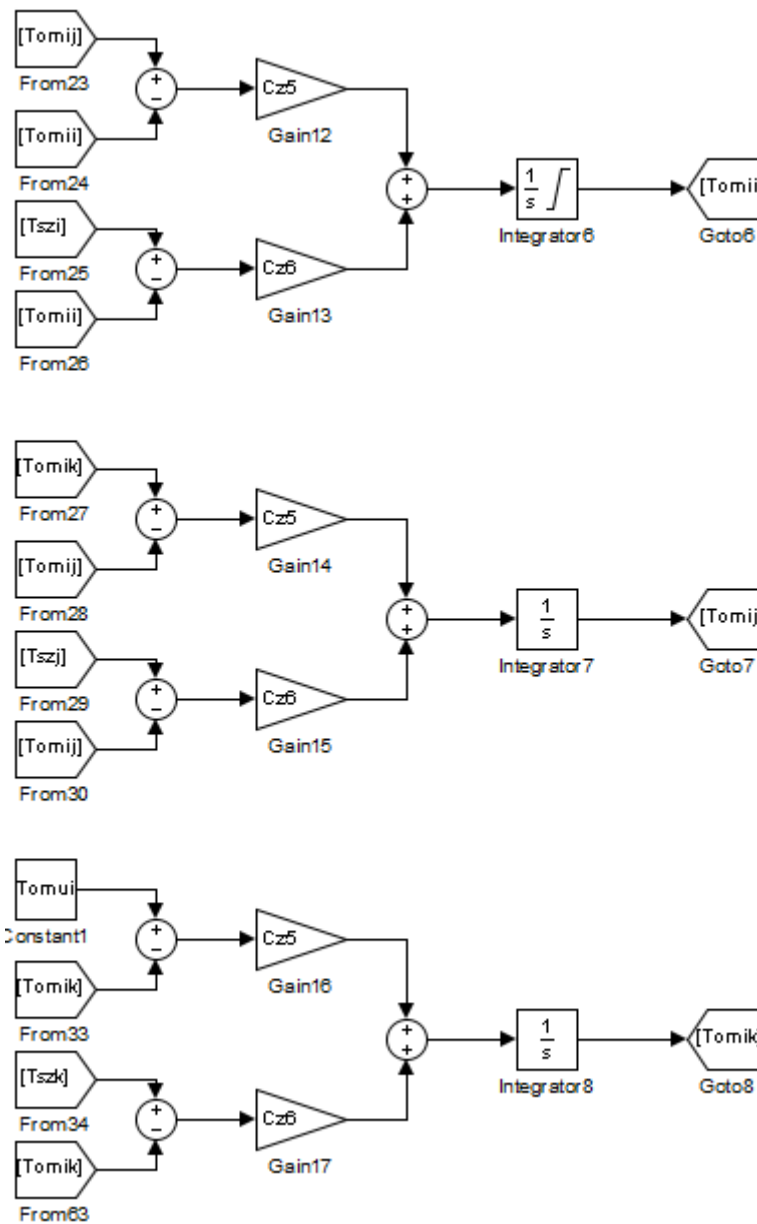 [Tomij]
From23
+
−
Cz5
Gain12
[Tomii]
From24
+
+
1
s
Integrator6
[Tomii
Goto6
[Tszi]
From25
+
−
Cz6
Gain13
[Tomii]
From26
[Tomik]
From27
+
−
Cz5
Gain14
[Tomij]
From28
+
+
1
s
Integrator7
[Tomij
Goto7
[Tszj]
From29
+
−
Cz6
Gain15
[Tomij]
From30
Tomui
Constant1
+
−
Cz5
Gain16
[Tomik]
From33
+
+
1
s
Integrator8
[Tomik]
Goto8
[Tszk]
From34
+
−
Cz6
Gain17
[Tomik]
From63